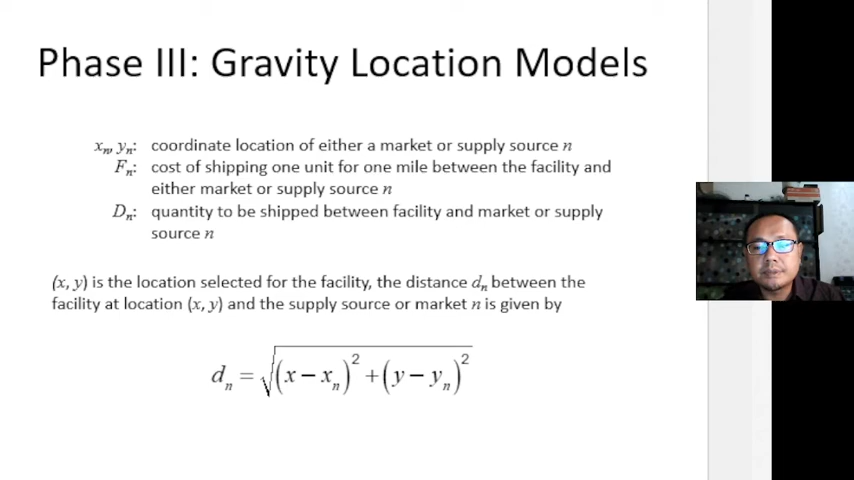 Phase III: Gravity Location Models
xₙ, yₙ: coordinate location of either a market or supply source n
Fₙ: cost of shipping one unit for one mile between the facility and
either market or supply source n
Dₙ: quantity to be shipped between facility and market or supply
source n
(x, y) is the location selected for the facility, the distance dₙ between the
facility at location (x, y) and the supply source or market n is given by
dₙ = √(x − xₙ)² + (y − yₙ)²